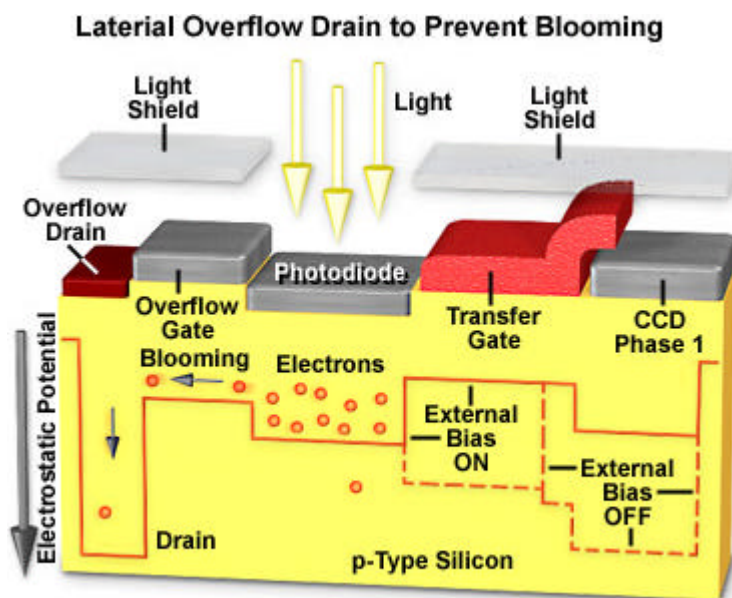 Laterial Overflow Drain to Prevent Blooming
Light
Shield
Light
Light
Shield
Overflow
Drain
Photodiode
Overflow
Gate
Transfer
Gate
CCD
Phase 1
Blooming
Electrons
External
Bias
ON
External
Bias
OFF
Electrostatic Potential
Drain
p-Type Silicon